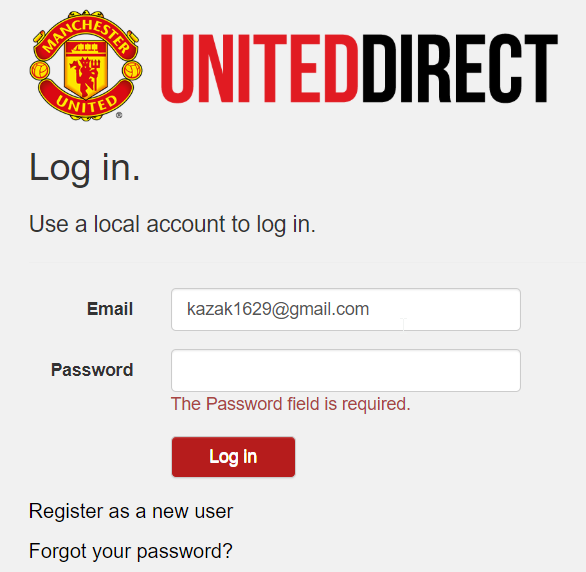 MANCHESTER
UNITED
®
UNITEDDIRECT
Log in.
Use a local account to log in.
Email
kazak1629@gmail.com
Password
The Password field is required.
Log in
Register as a new user
Forgot your password?